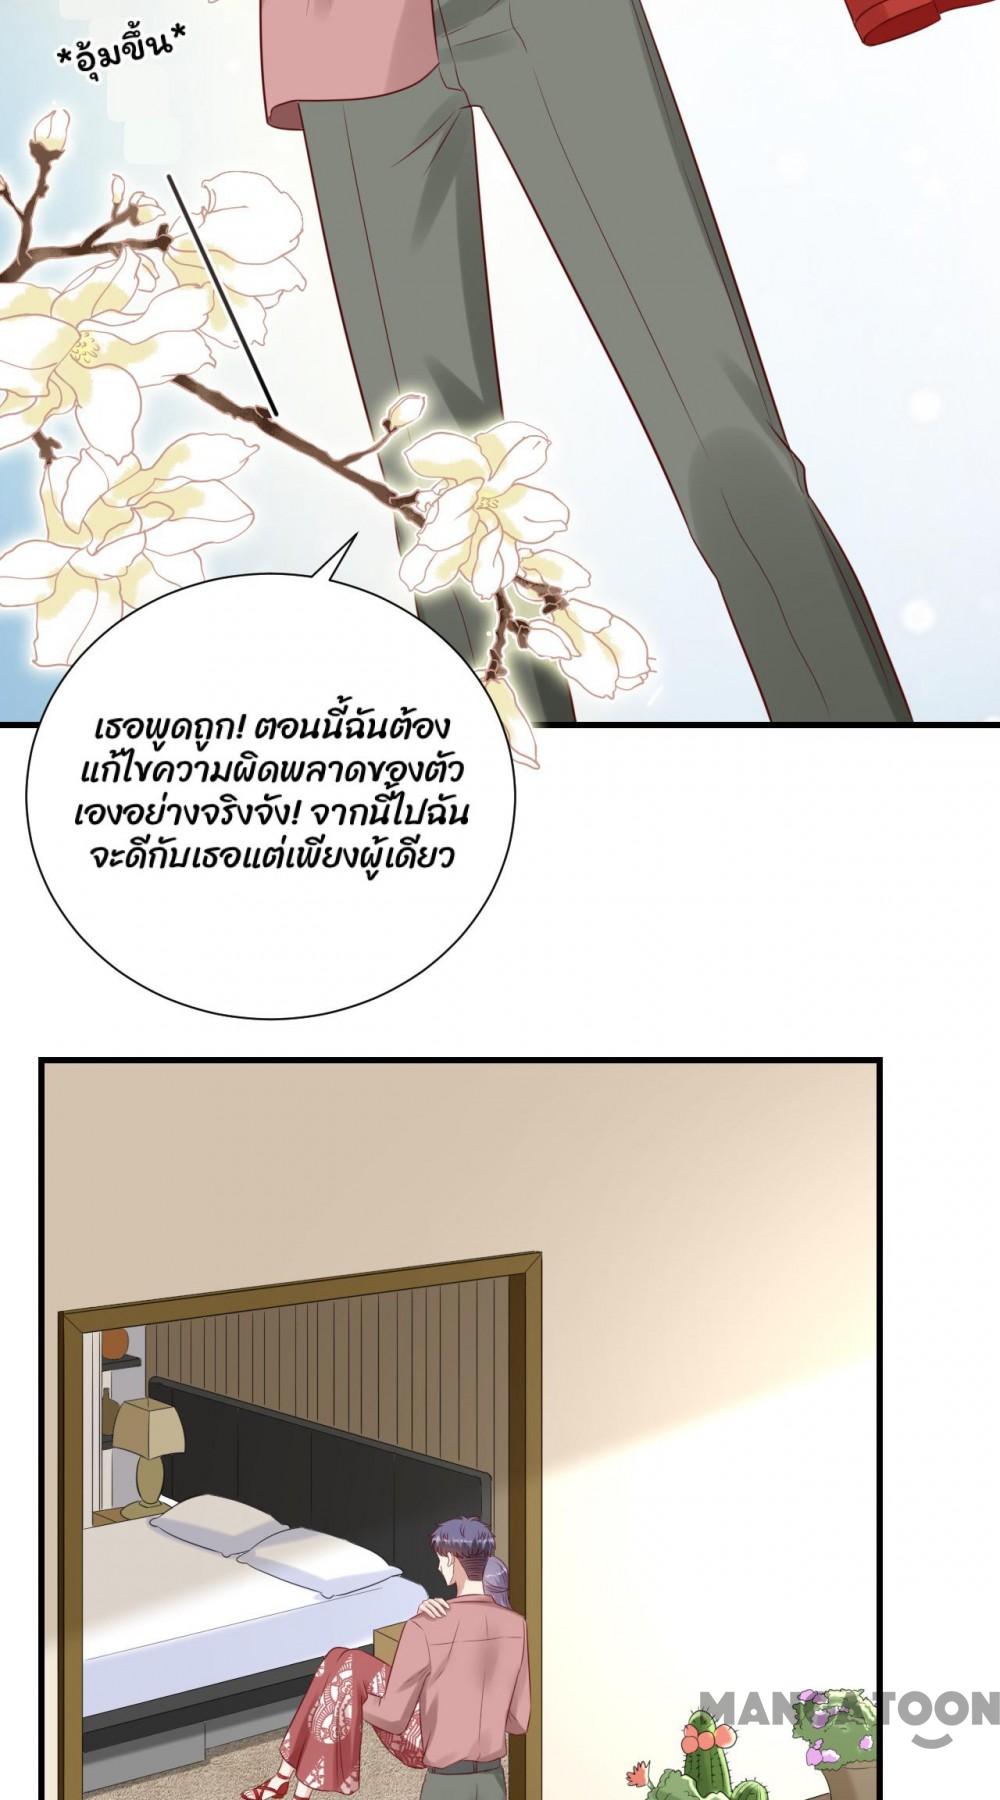 *อุ้มขึ้น*
เธอพูดถูก! ตอนนี้ฉันต้อง
แก้ไขความผิดพลาดของตัว
เองอย่างจริงจัง! จากนี้ไปฉัน
จะดีกับเธอแต่เพียงผู้เดียว
MANGATOON